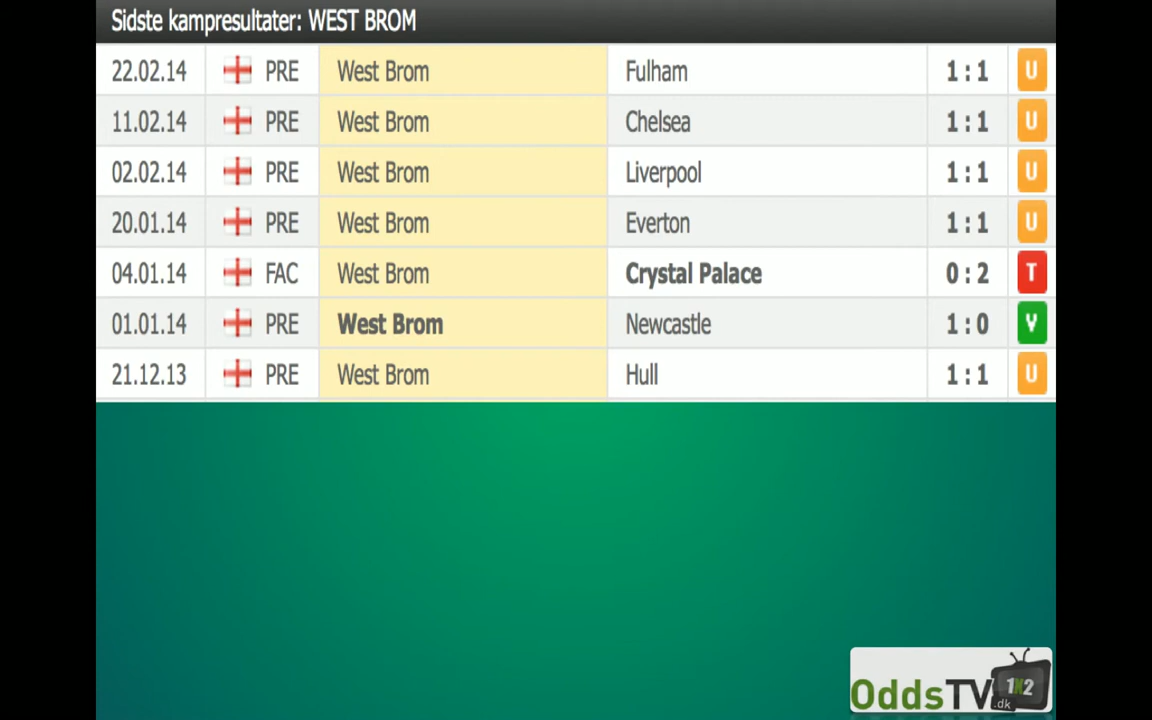 Sidste kampresultater: WEST BROM
22.02.14 PRE West Brom Fulham 1 : 1 U
11.02.14 PRE West Brom Chelsea 1 : 1 U
02.02.14 PRE West Brom Liverpool 1 : 1 U
20.01.14 PRE West Brom Everton 1 : 1 U
04.01.14 FAC West Brom Crystal Palace 0 : 2 T
01.01.14 PRE West Brom Newcastle 1 : 0 V
21.12.13 PRE West Brom Hull 1 : 1 U
OddsTV.dk 1X2